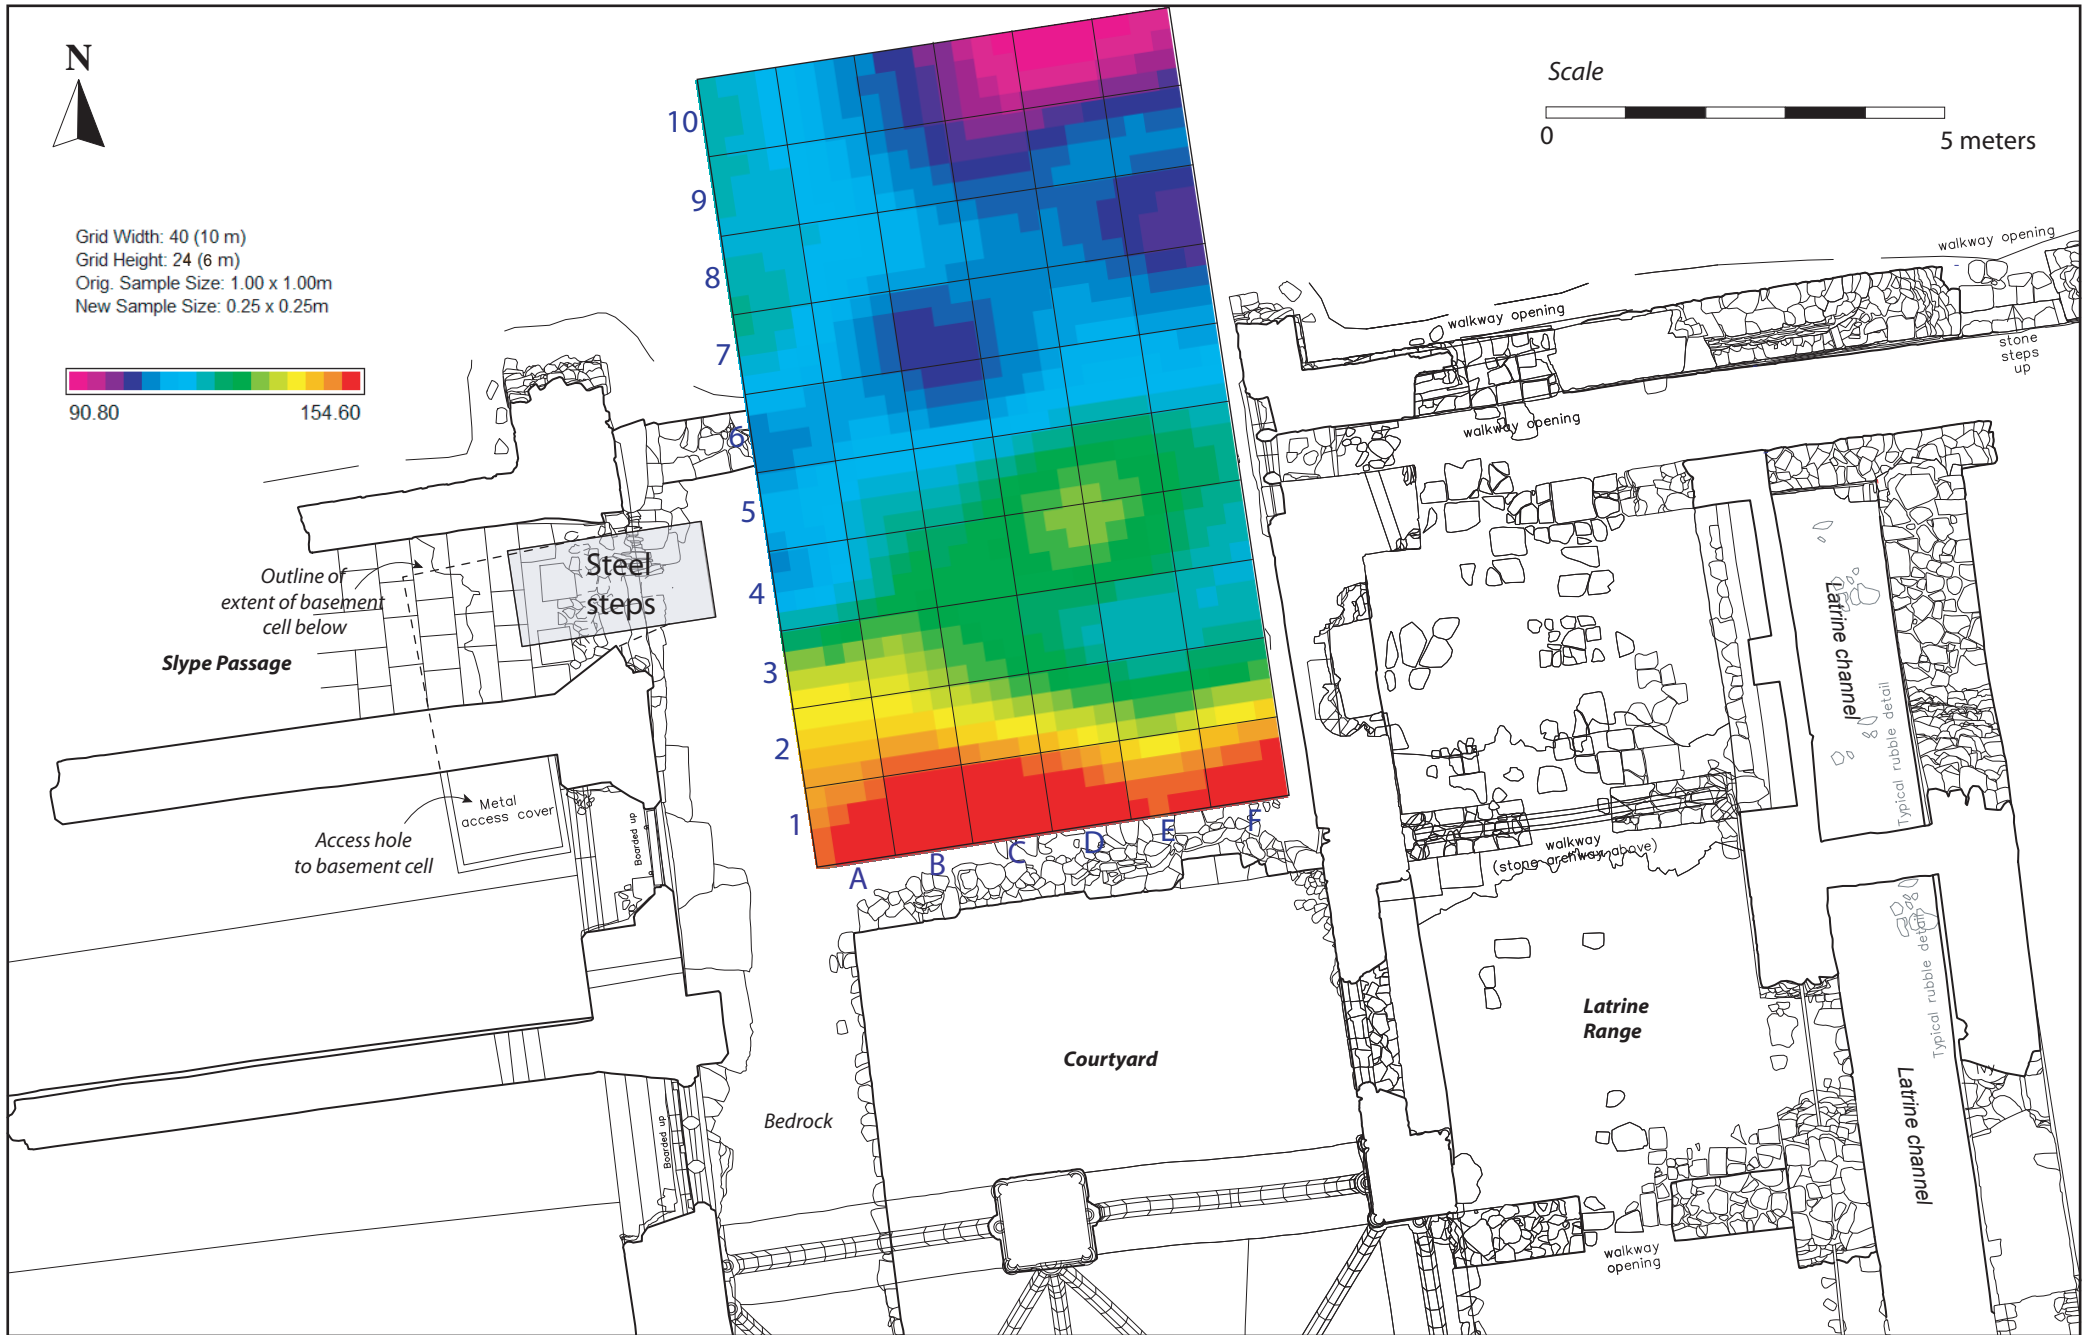 N
Scale
0
5 meters
Grid Width: 40 (10 m)
Grid Height: 24 (6 m)
Orig. Sample Size: 1.00 x 1.00m
New Sample Size: 0.25 x 0.25m
90.80
154.60
10
9
8
7
6
5
4
3
2
1
A
B
C
D
E
F
walkway opening
walkway opening
walkway opening
stone
steps
up
Outline of
extent of basement
cell below
Steel
steps
Slype Passage
Metal
access cover
Access hole
to basement cell
Boarded up
Boarded up
Bedrock
Courtyard
walkway
(stone archway above)
Latrine
Range
Latrine channel
Typical rubble detail
Typical rubble detail
Latrine channel
walkway
opening